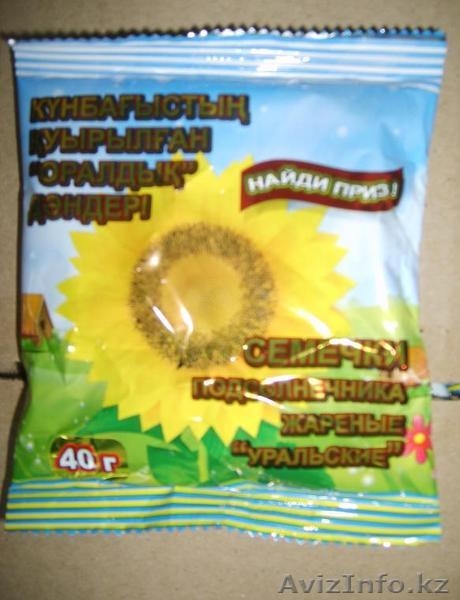 КҮНБАҒЫСТЫҢ
ҚУЫРЫЛҒАН
"ОРАЛДЫҚ"
ДӘНДЕРІ
НАЙДИ ПРИЗ!
СЕМЕЧКИ
ПОДСОЛНЕЧНИКА
ЖАРЕНЫЕ
"УРАЛЬСКИЕ"
40 г
AvizInfo.kz